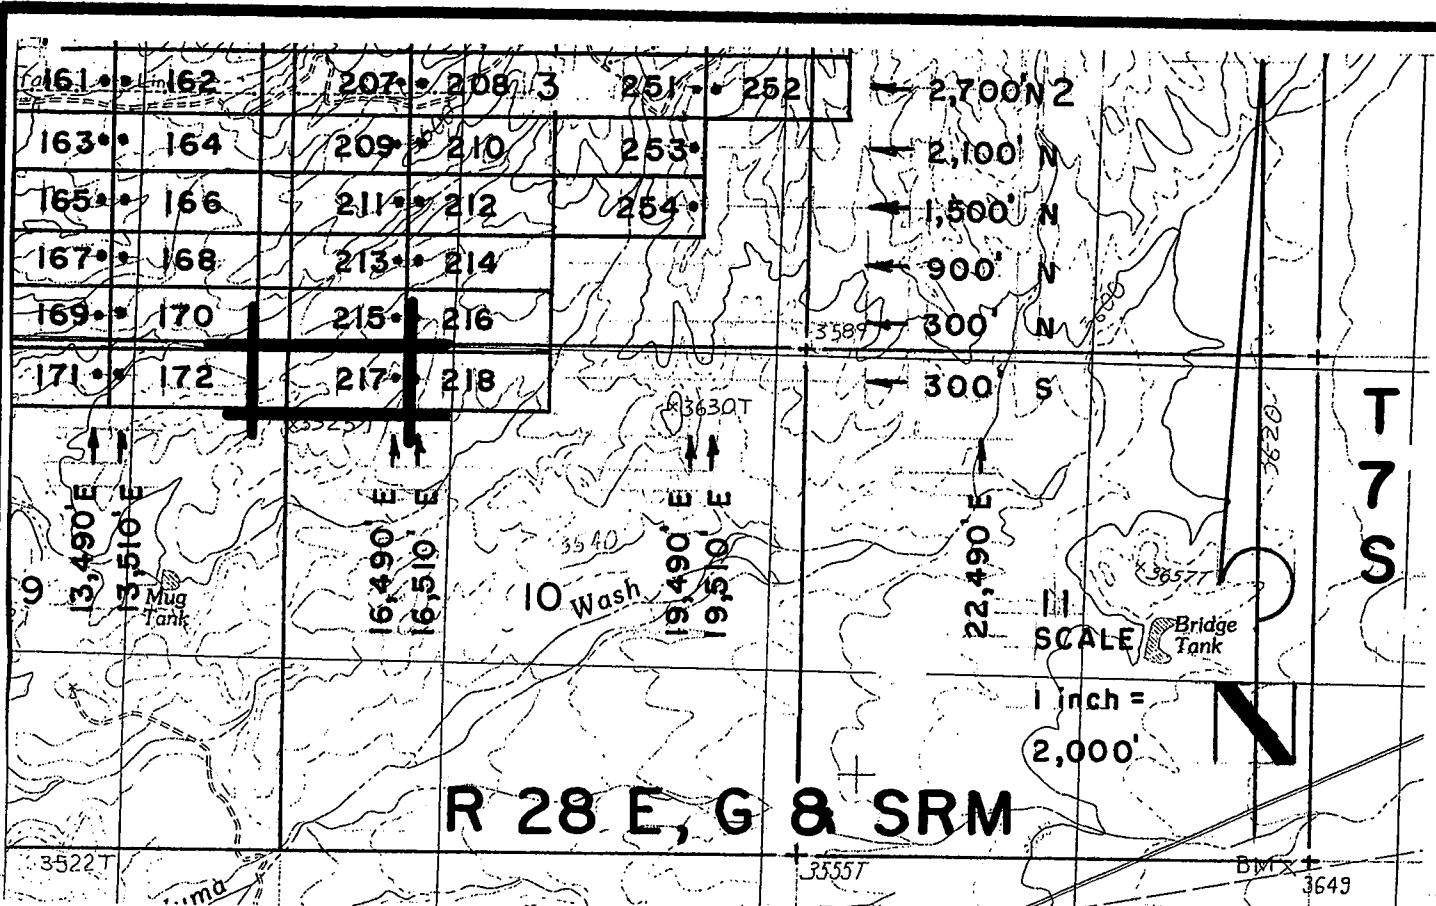 161 162 207 208 3 251 252 2,700' N 2
163 164 209 210 253 2,100' N
165 166 211 212 254 1,500' N
167 168 213 214 900' N
169 170 215 216 300' N
3589
171 172 217 218 300' S
×3630T
T
7
S
3620
13,490' E
13,510' E
16,490' E
16,510' E
19,490' E
19,510' E
22,490' E
3540
×3657T
9
Mug
Tank
10
Wash
11
SCALE
Bridge
Tank
1 inch =
2,000'
N
R 28 E, G & SRM
3522T
3555T
BM×
3649